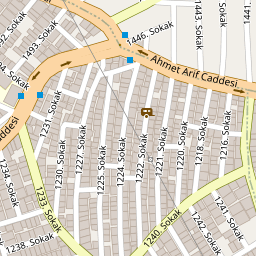 1446. Sokak
Ahmet Arif Caddesi
1493. Sokak
1443. Sokak
1441.
Sokak
1231. Sokak
1230. Sokak
1225. Sokak
1224. Sokak
1222. Sokak
1221. Sokak
1220. Sokak
1218. Sokak
1216. Sokak
1234. Sokak
1233. Sokak
1238. Sokak
1240. Sokak
1242. Sokak
1241. Sokak